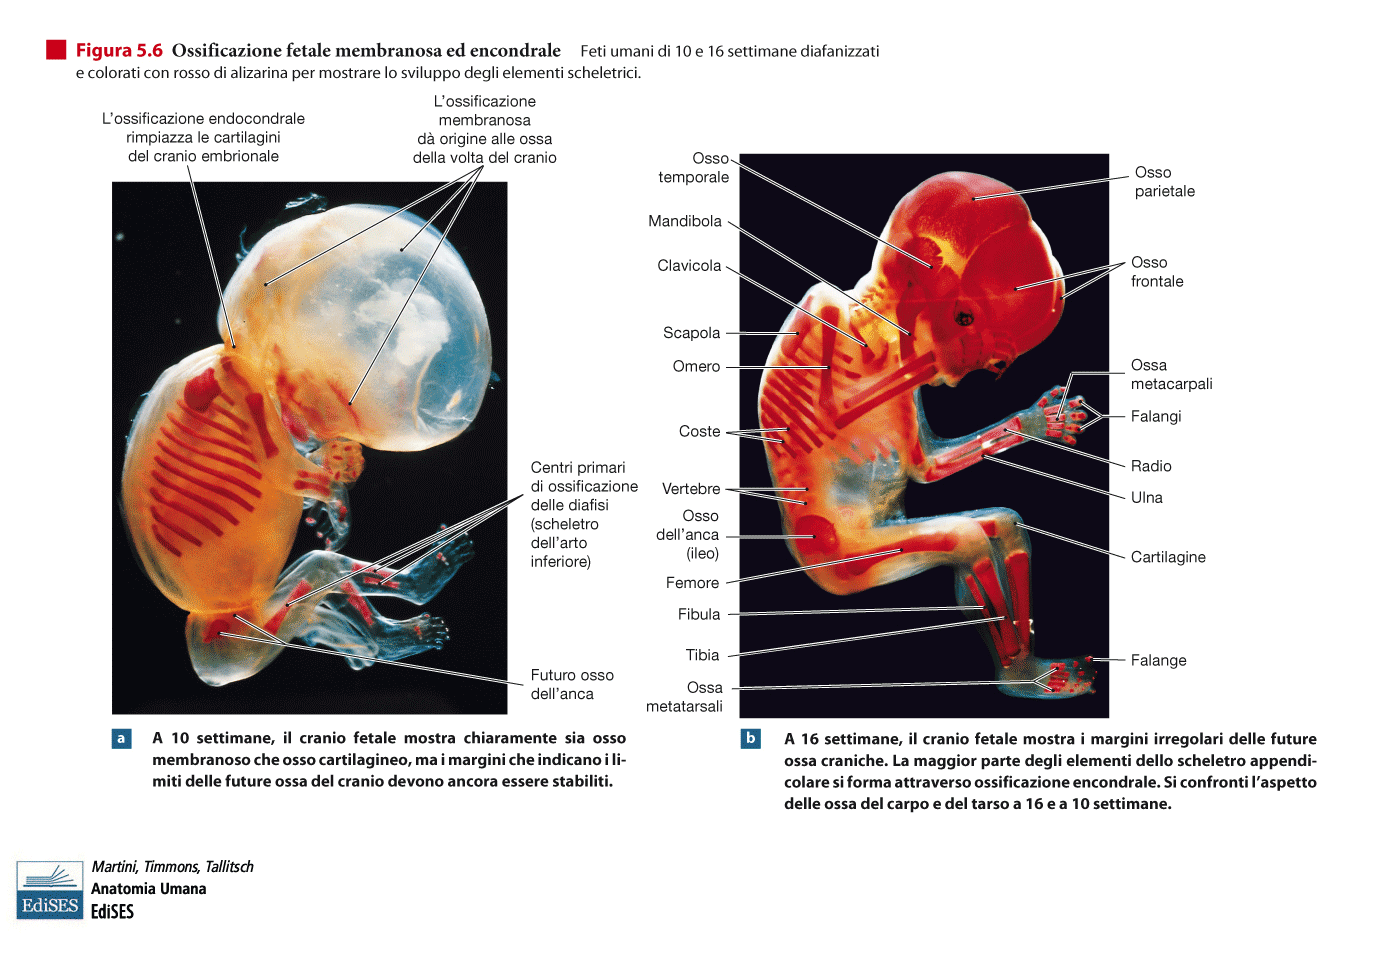 Figura 5.6 Ossificazione fetale membranosa ed encondrale Feti umani di 10 e 16 settimane diafanizzati
e colorati con rosso di alizarina per mostrare lo sviluppo degli elementi scheletrici.
L'ossificazione endocondrale
rimpiazza le cartilagini
del cranio embrionale
L'ossificazione
membranosa
dà origine alle ossa
della volta del cranio
Centri primari
di ossificazione
delle diafisi
(scheletro
dell'arto
inferiore)
Futuro osso
dell'anca
a A 10 settimane, il cranio fetale mostra chiaramente sia osso
membranoso che osso cartilagineo, ma i margini che indicano i li-
miti delle future ossa del cranio devono ancora essere stabiliti.
Osso
temporale
Mandibola
Clavicola
Scapola
Omero
Coste
Vertebre
Osso
dell'anca
(ileo)
Femore
Fibula
Tibia
Ossa
metatarsali
Osso
parietale
Osso
frontale
Ossa
metacarpali
Falangi
Radio
Ulna
Cartilagine
Falange
b A 16 settimane, il cranio fetale mostra i margini irregolari delle future
ossa craniche. La maggior parte degli elementi dello scheletro appendi-
colare si forma attraverso ossificazione encondrale. Si confronti l'aspetto
delle ossa del carpo e del tarso a 16 e a 10 settimane.
Martini, Timmons, Tallitsch
Anatomia Umana
EdiSES
EdiSES